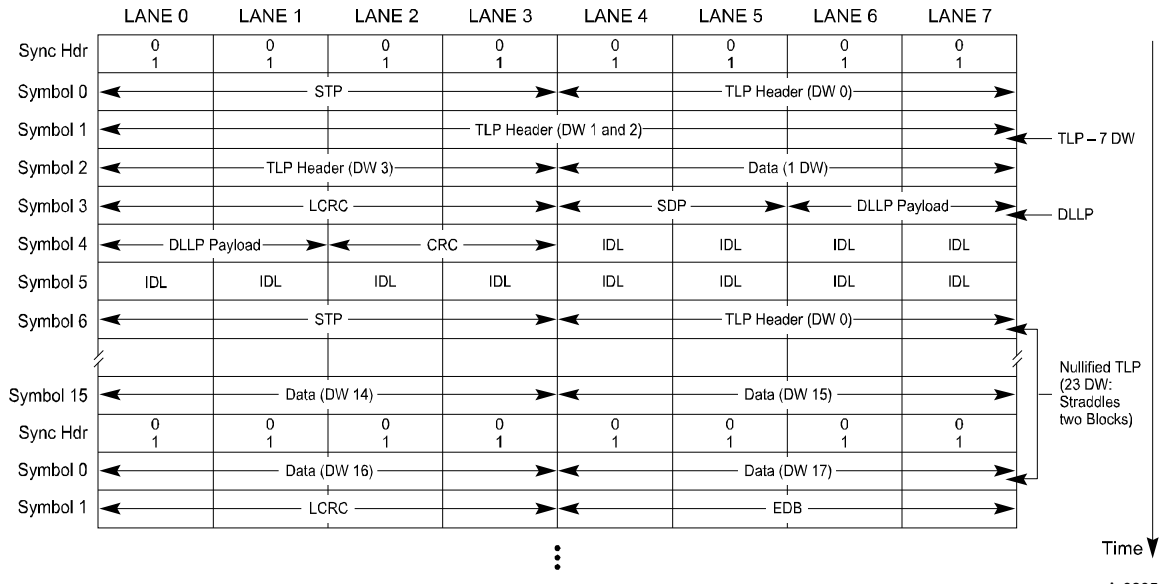 LANE 0 LANE 1 LANE 2 LANE 3 LANE 4 LANE 5 LANE 6 LANE 7
Sync Hdr 0 0 0 0 0 0 0 0
1 1 1 1 1 1 1 1
Symbol 0 STP TLP Header (DW 0)
Symbol 1 TLP Header (DW 1 and 2)
TLP – 7 DW
Symbol 2 TLP Header (DW 3) Data (1 DW)
Symbol 3 LCRC SDP DLLP Payload
DLLP
Symbol 4 DLLP Payload CRC IDL IDL IDL IDL
Symbol 5 IDL IDL IDL IDL IDL IDL IDL IDL
Symbol 6 STP TLP Header (DW 0)
Nullified TLP
(23 DW:
Straddles
two Blocks)
Symbol 15 Data (DW 14) Data (DW 15)
Sync Hdr 0 0 0 0 0 0 0 0
1 1 1 1 1 1 1 1
Symbol 0 Data (DW 16) Data (DW 17)
Symbol 1 LCRC EDB
Time